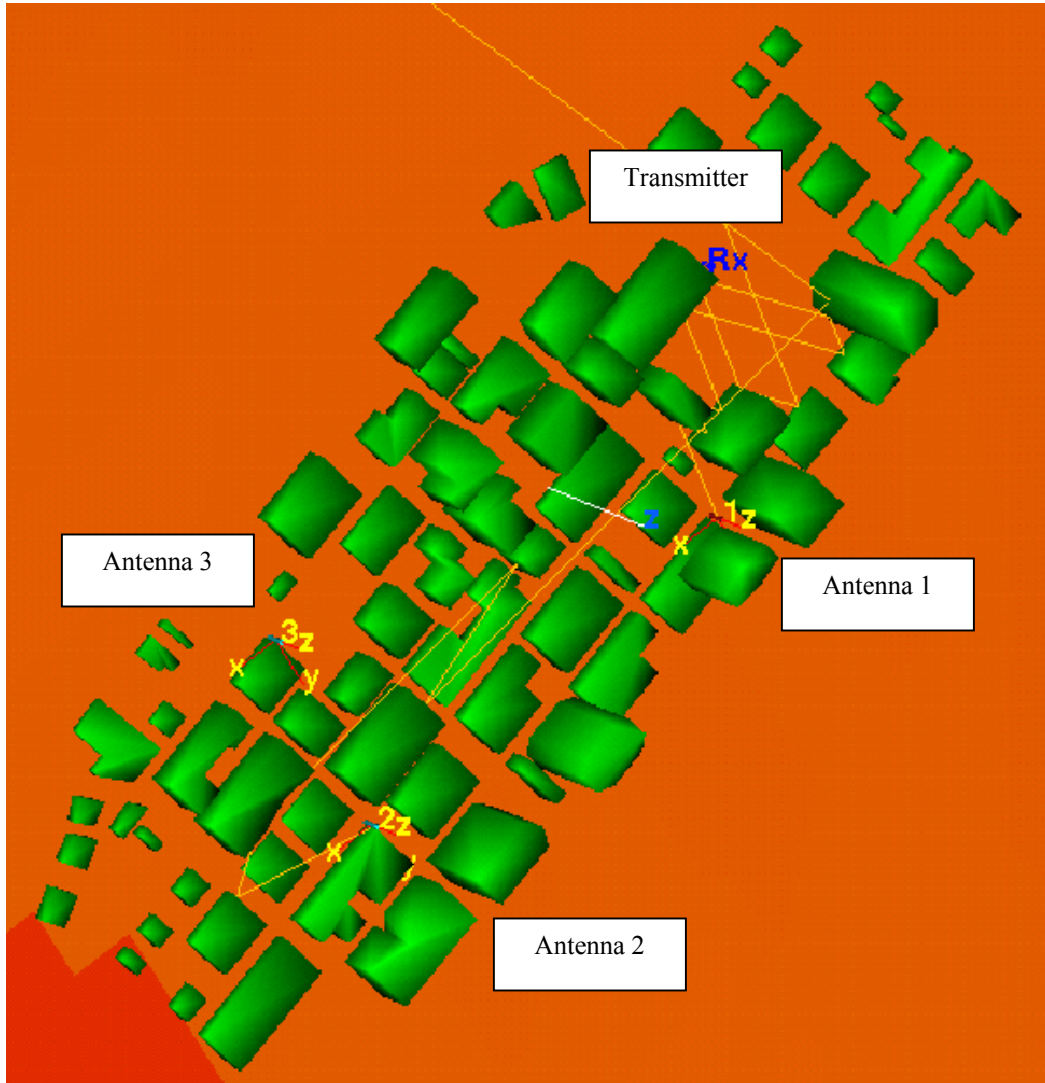 Transmitter
Rx
z
1z
x
Antenna 1
Antenna 3
3z
x
y
2z
x
Antenna 2